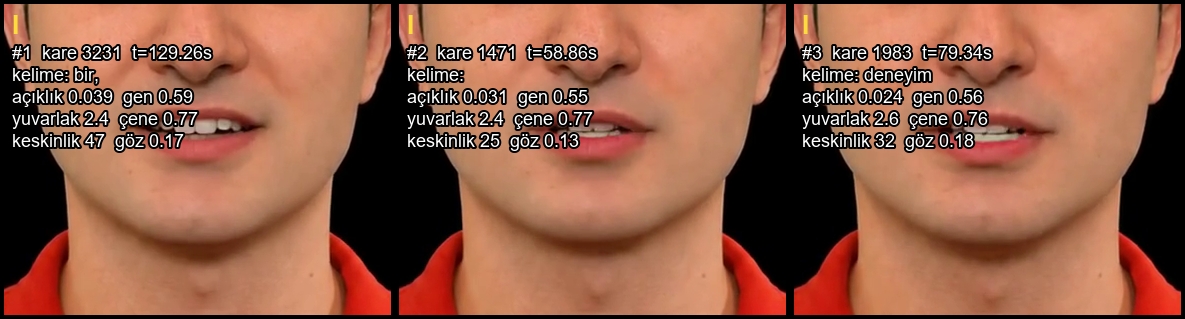 I
#1 kare 3231 t=129.26s
kelime: bir,
açıklık 0.039 gen 0.59
yuvarlak 2.4 çene 0.77
keskinlik 47 göz 0.17
I
#2 kare 1471 t=58.86s
kelime:
açıklık 0.031 gen 0.55
yuvarlak 2.4 çene 0.77
keskinlik 25 göz 0.13
I
#3 kare 1983 t=79.34s
kelime: deneyim
açıklık 0.024 gen 0.56
yuvarlak 2.6 çene 0.76
keskinlik 32 göz 0.18